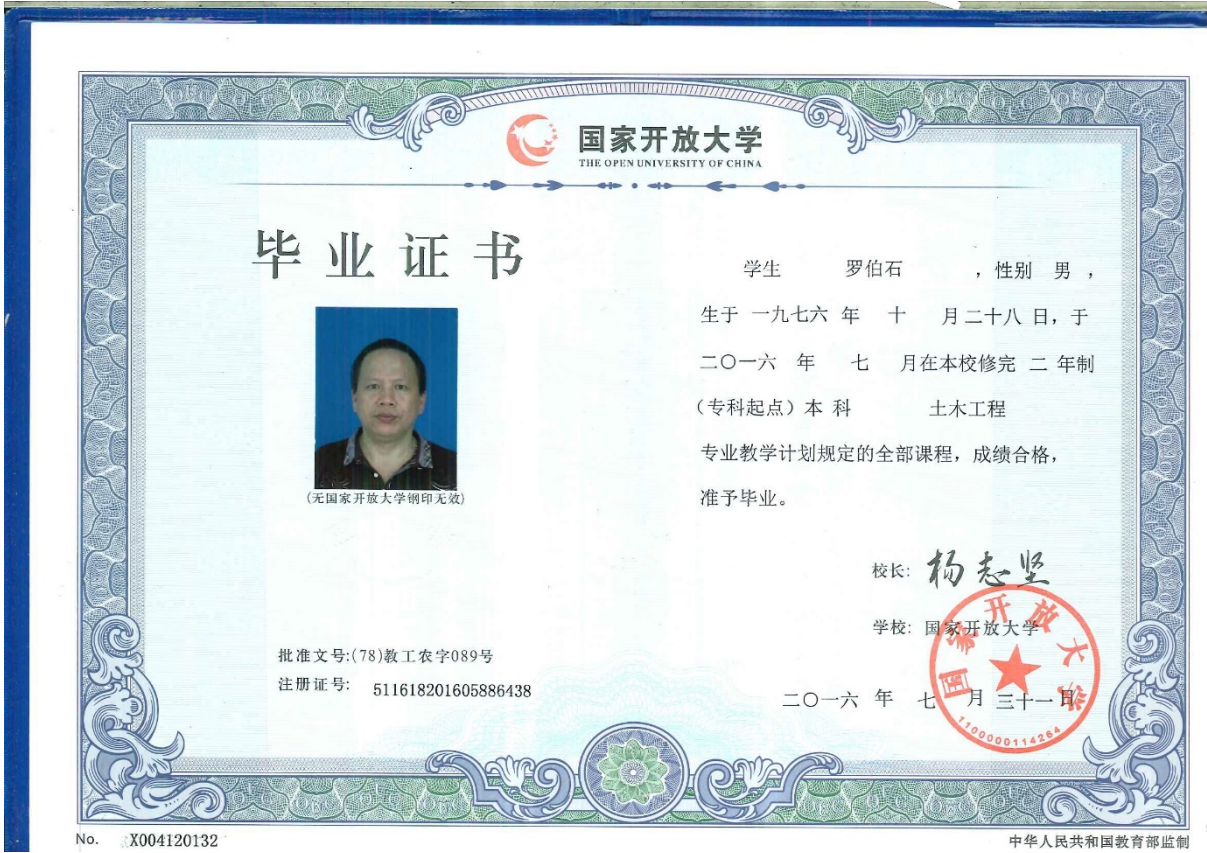 国家开放大学
THE OPEN UNIVERSITY OF CHINA
毕业证书
(无国家开放大学钢印无效)
批准文号:(78)教工农字089号
注册证号: 511618201605886438
学生 罗伯石 ，性别 男 ，
生于 一九七六 年 十 月二十八 日，于
二〇一六 年 七 月在本校修完 二 年制
（专科起点）本 科 土木工程
专业教学计划规定的全部课程，成绩合格，
准予毕业。
校长: 杨志坚
学校: 国家开放大学
二〇一六 年 七 月 三十一 日
国家开放大学
1100000114264
No. X004120132
中华人民共和国教育部监制